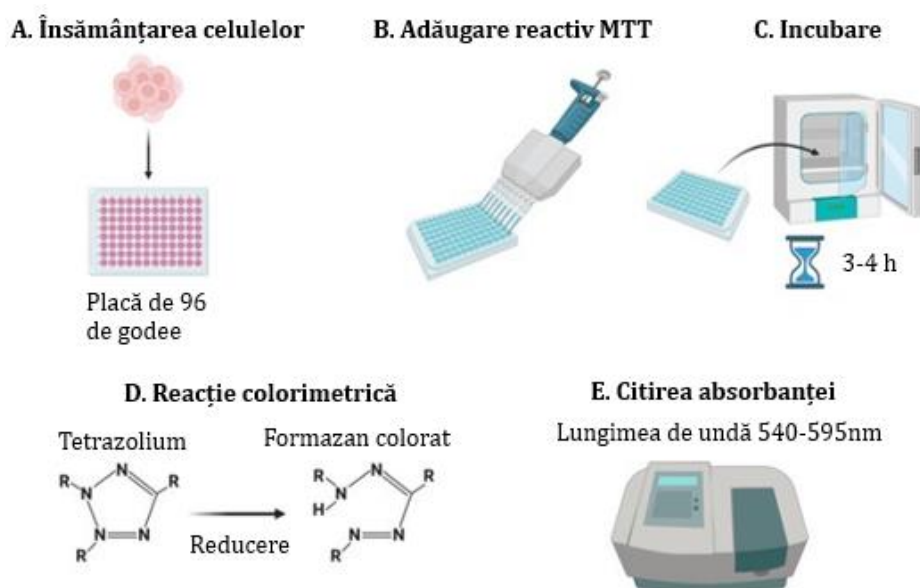 A. Însămânțarea celulelor
B. Adăugare reactiv MTT
C. Incubare
Placă de 96
de godee
3-4 h
D. Reacție colorimetrică
Tetrazolium
Formazan colorat
R
N
R
N
N
N
R
Reducere
R
N
R
N
H
N
N
R
E. Citirea absorbanței
Lungimea de undă 540-595nm